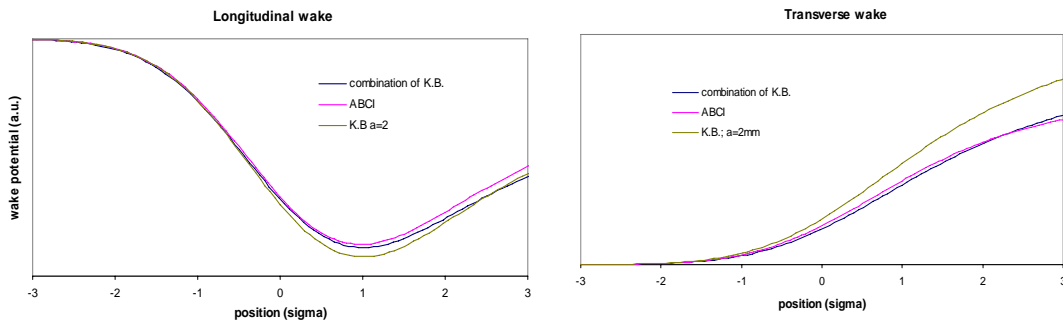 Longitudinal wake
wake potential (a.u.)
combination of K.B.
ABCI
K.B a=2
-3 -2 -1 0 1 2 3
position (sigma)
Transverse wake
combination of K.B.
ABCI
K.B.; a=2mm
-3 -2 -1 0 1 2 3
position (sigma)